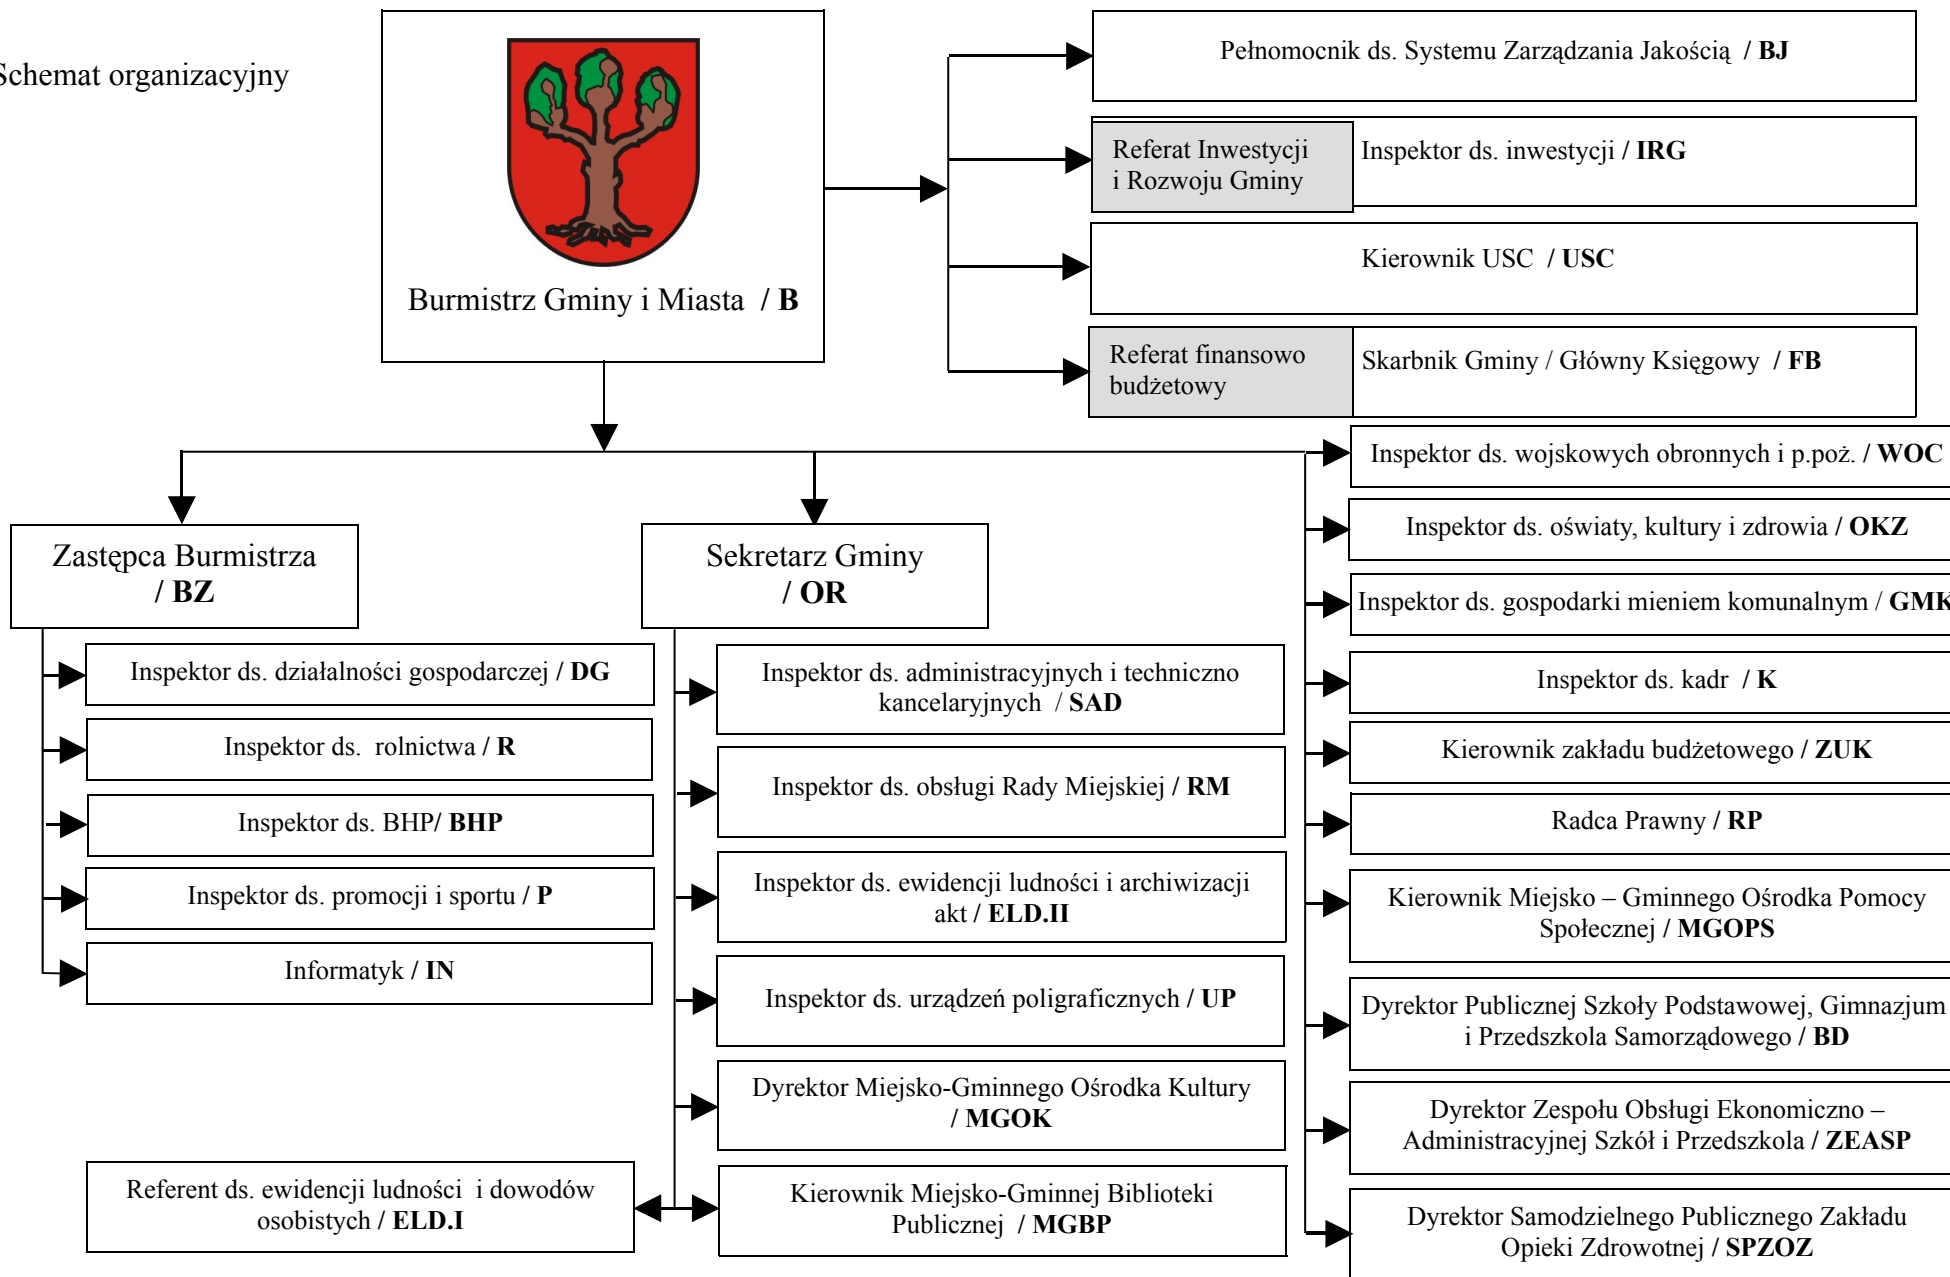 Schemat organizacyjny
Burmistrz Gminy i Miasta / B
Pełnomocnik ds. Systemu Zarządzania Jakością / BJ
Referat Inwestycji
i Rozwoju Gminy
Inspektor ds. inwestycji / IRG
Kierownik USC / USC
Referat finansowo
budżetowy
Skarbnik Gminy / Główny Księgowy / FB
Zastępca Burmistrza
/ BZ
Inspektor ds. działalności gospodarczej / DG
Inspektor ds. rolnictwa / R
Inspektor ds. BHP/ BHP
Inspektor ds. promocji i sportu / P
Informatyk / IN
Sekretarz Gminy
/ OR
Inspektor ds. administracyjnych i techniczno
kancelaryjnych / SAD
Inspektor ds. obsługi Rady Miejskiej / RM
Inspektor ds. ewidencji ludności i archiwizacji
akt / ELD.II
Inspektor ds. urządzeń poligraficznych / UP
Dyrektor Miejsko-Gminnego Ośrodka Kultury
/ MGOK
Referent ds. ewidencji ludności i dowodów
osobistych / ELD.I
Kierownik Miejsko-Gminnej Biblioteki
Publicznej / MGBP
Inspektor ds. wojskowych obronnych i p.poż. / WOC
Inspektor ds. oświaty, kultury i zdrowia / OKZ
Inspektor ds. gospodarki mieniem komunalnym / GMK
Inspektor ds. kadr / K
Kierownik zakładu budżetowego / ZUK
Radca Prawny / RP
Kierownik Miejsko – Gminnego Ośrodka Pomocy
Społecznej / MGOPS
Dyrektor Publicznej Szkoły Podstawowej, Gimnazjum
i Przedszkola Samorządowego / BD
Dyrektor Zespołu Obsługi Ekonomiczno –
Administracyjnej Szkół i Przedszkola / ZEASP
Dyrektor Samodzielnego Publicznego Zakładu
Opieki Zdrowotnej / SPZOZ